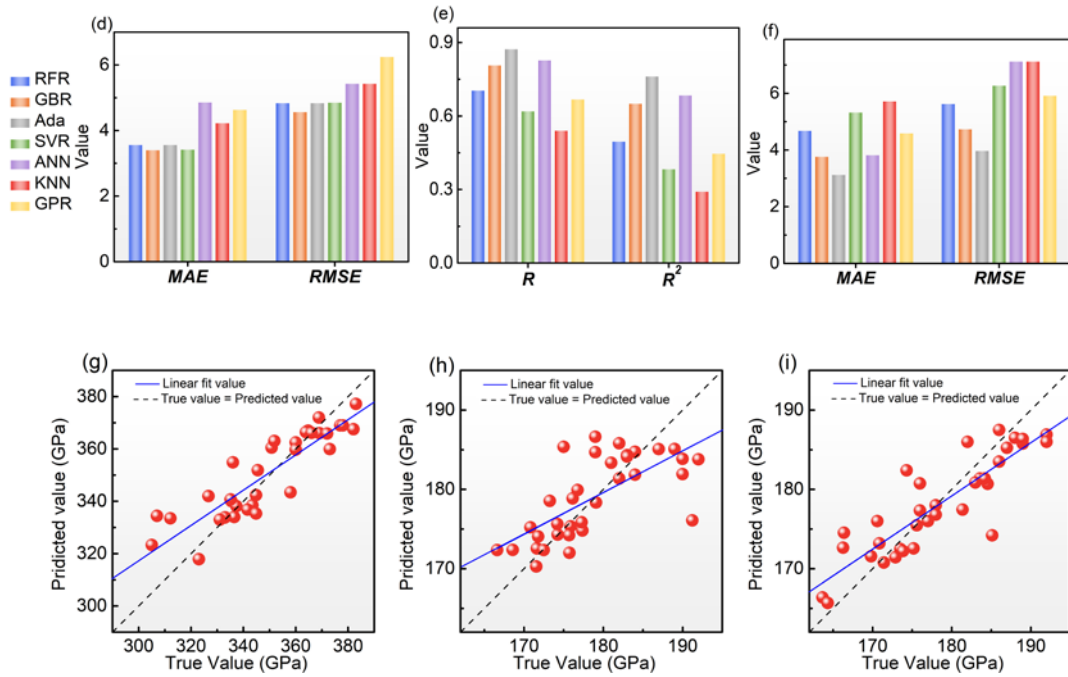 (d)
RFR
GBR
Ada
SVR
ANN
KNN
GPR
Value
6
4
2
0
MAE
RMSE
(e)
Value
0.9
0.6
0.3
0.0
R
R²
(f)
Value
6
4
2
0
MAE
RMSE
(g)
Linear fit value
True value = Predicted value
Pridicted value (GPa)
380
360
340
320
300
300 320 340 360 380
True Value (GPa)
(h)
Linear fit value
True value = Predicted value
Pridicted value (GPa)
190
180
170
170 180 190
True Value (GPa)
(i)
Linear fit value
True value = Predicted value
Pridicted value (GPa)
190
180
170
170 180 190
True Value (GPa)